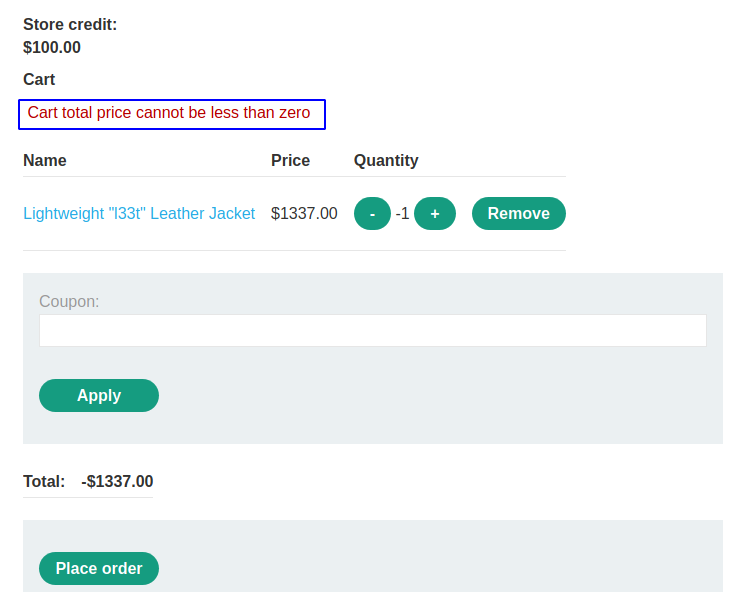 Store credit:
$100.00
Cart
Cart total price cannot be less than zero
Name Price Quantity
Lightweight "l33t" Leather Jacket $1337.00 - -1 + Remove
Coupon:
Apply
Total: -$1337.00
Place order